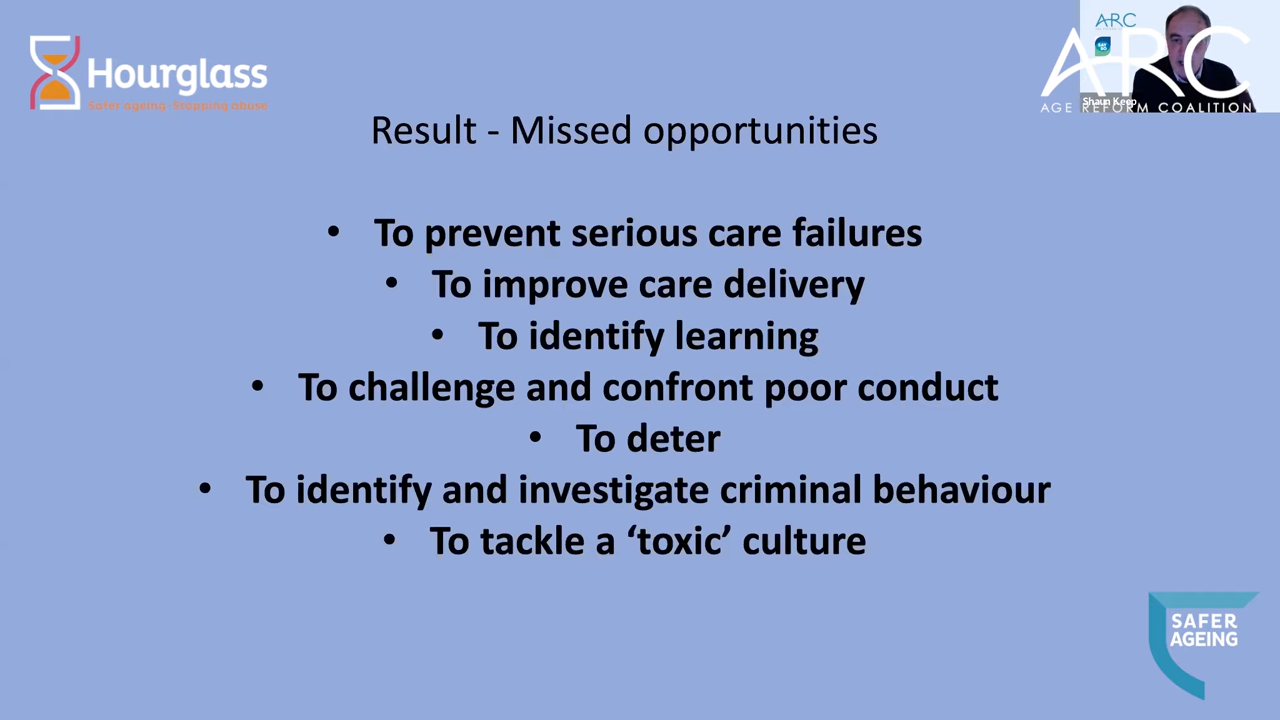 Hourglass
Safer ageing. Stopping abuse
ARC
ARC
Shaun Keep
AGE REFORM COALITION
Result - Missed opportunities
• To prevent serious care failures
• To improve care delivery
• To identify learning
• To challenge and confront poor conduct
• To deter
• To identify and investigate criminal behaviour
• To tackle a ‘toxic’ culture
SAFER
AGEING